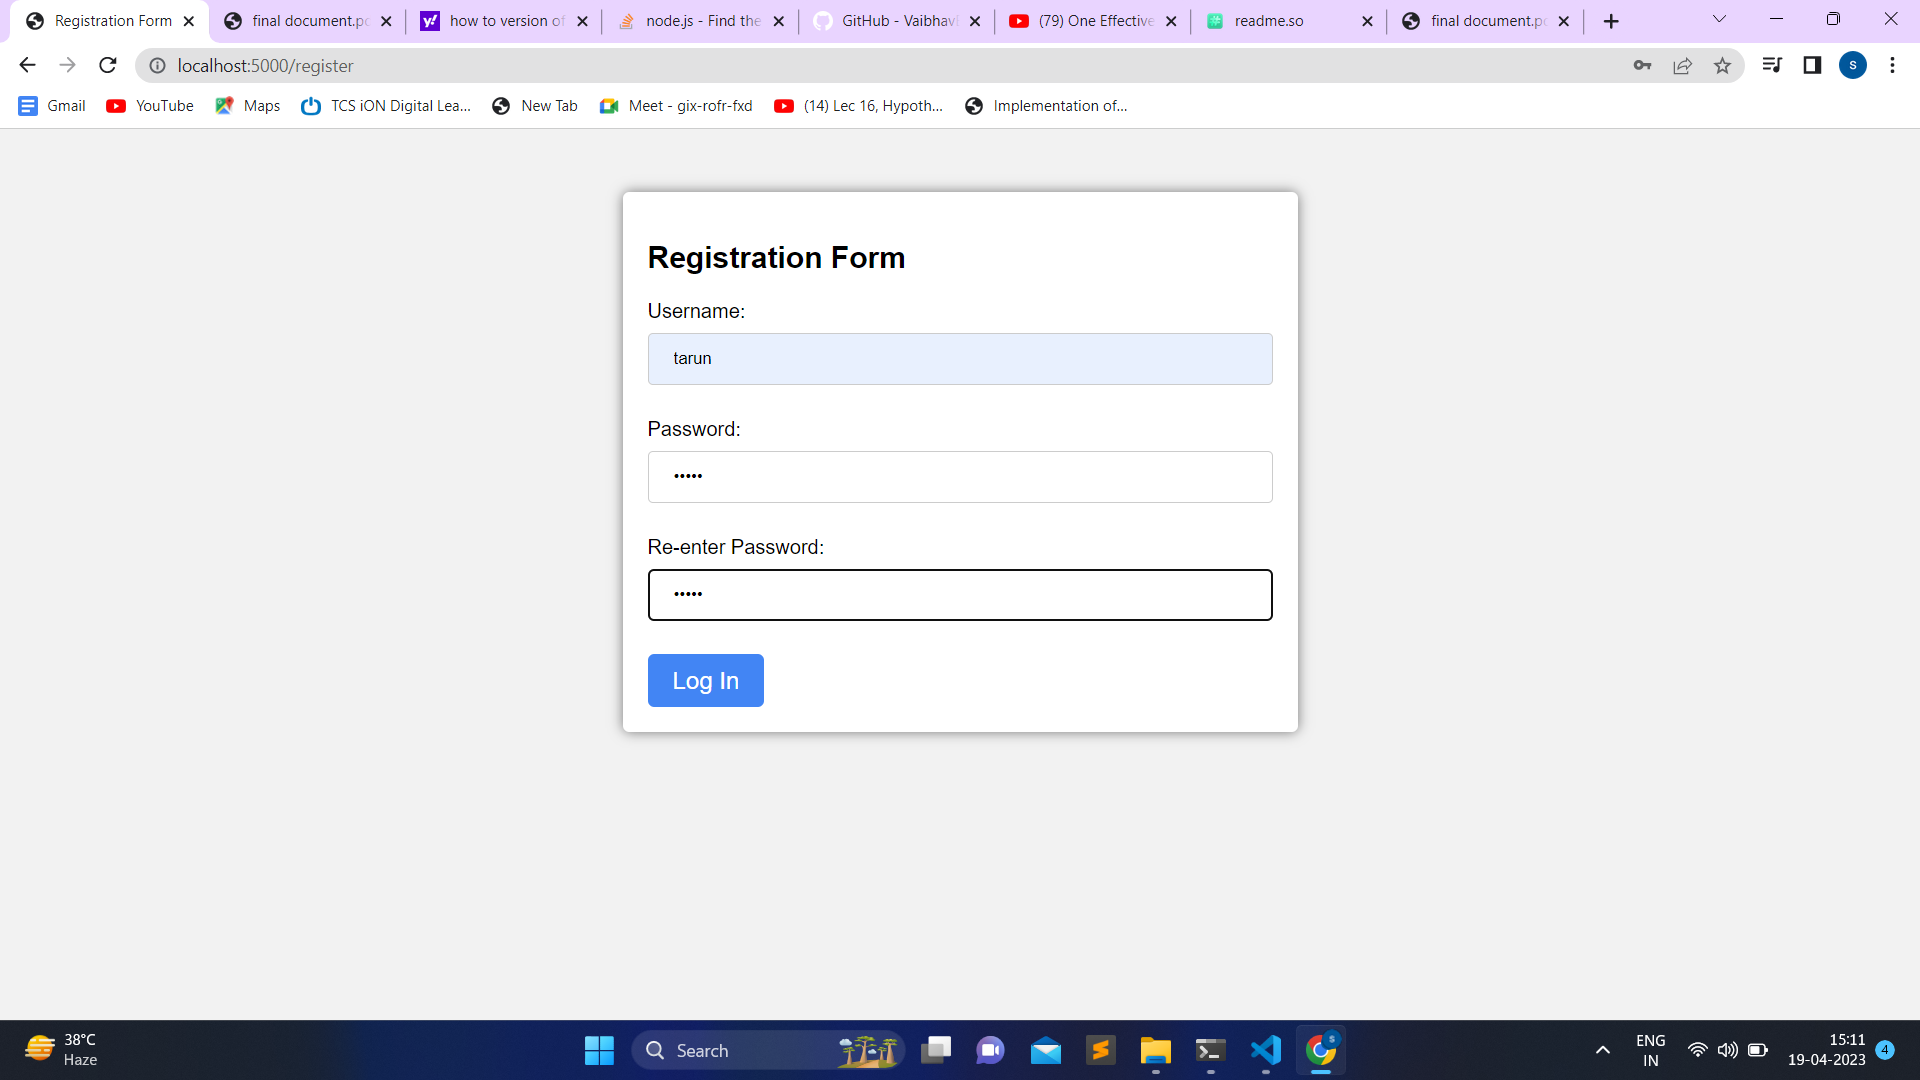 Registration Form
final document.pc
how to version of
node.js - Find the
GitHub - Vaibhavi
(79) One Effective
readme.so
final document.pc
localhost:5000/register
Gmail
YouTube
Maps
TCS iON Digital Lea...
New Tab
Meet - gix-rofr-fxd
(14) Lec 16, Hypoth...
Implementation of...
Registration Form
Username:
tarun
Password:
•••••
Re-enter Password:
•••••
Log In
38°C
Haze
Search
ENG
IN
15:11
19-04-2023
4